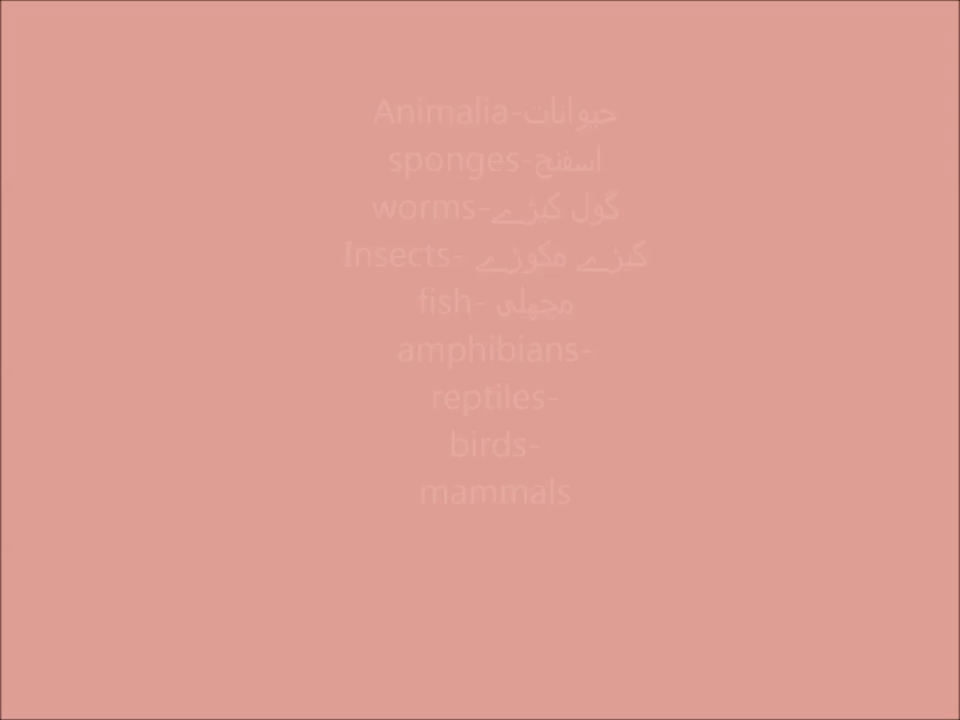 Animalia-حیوانات
sponges-اسفنج
worms-گول کیڑے
Insects- کیڑے مکوڑے
fish- مچھلی
amphibians-
reptiles-
birds-
mammals